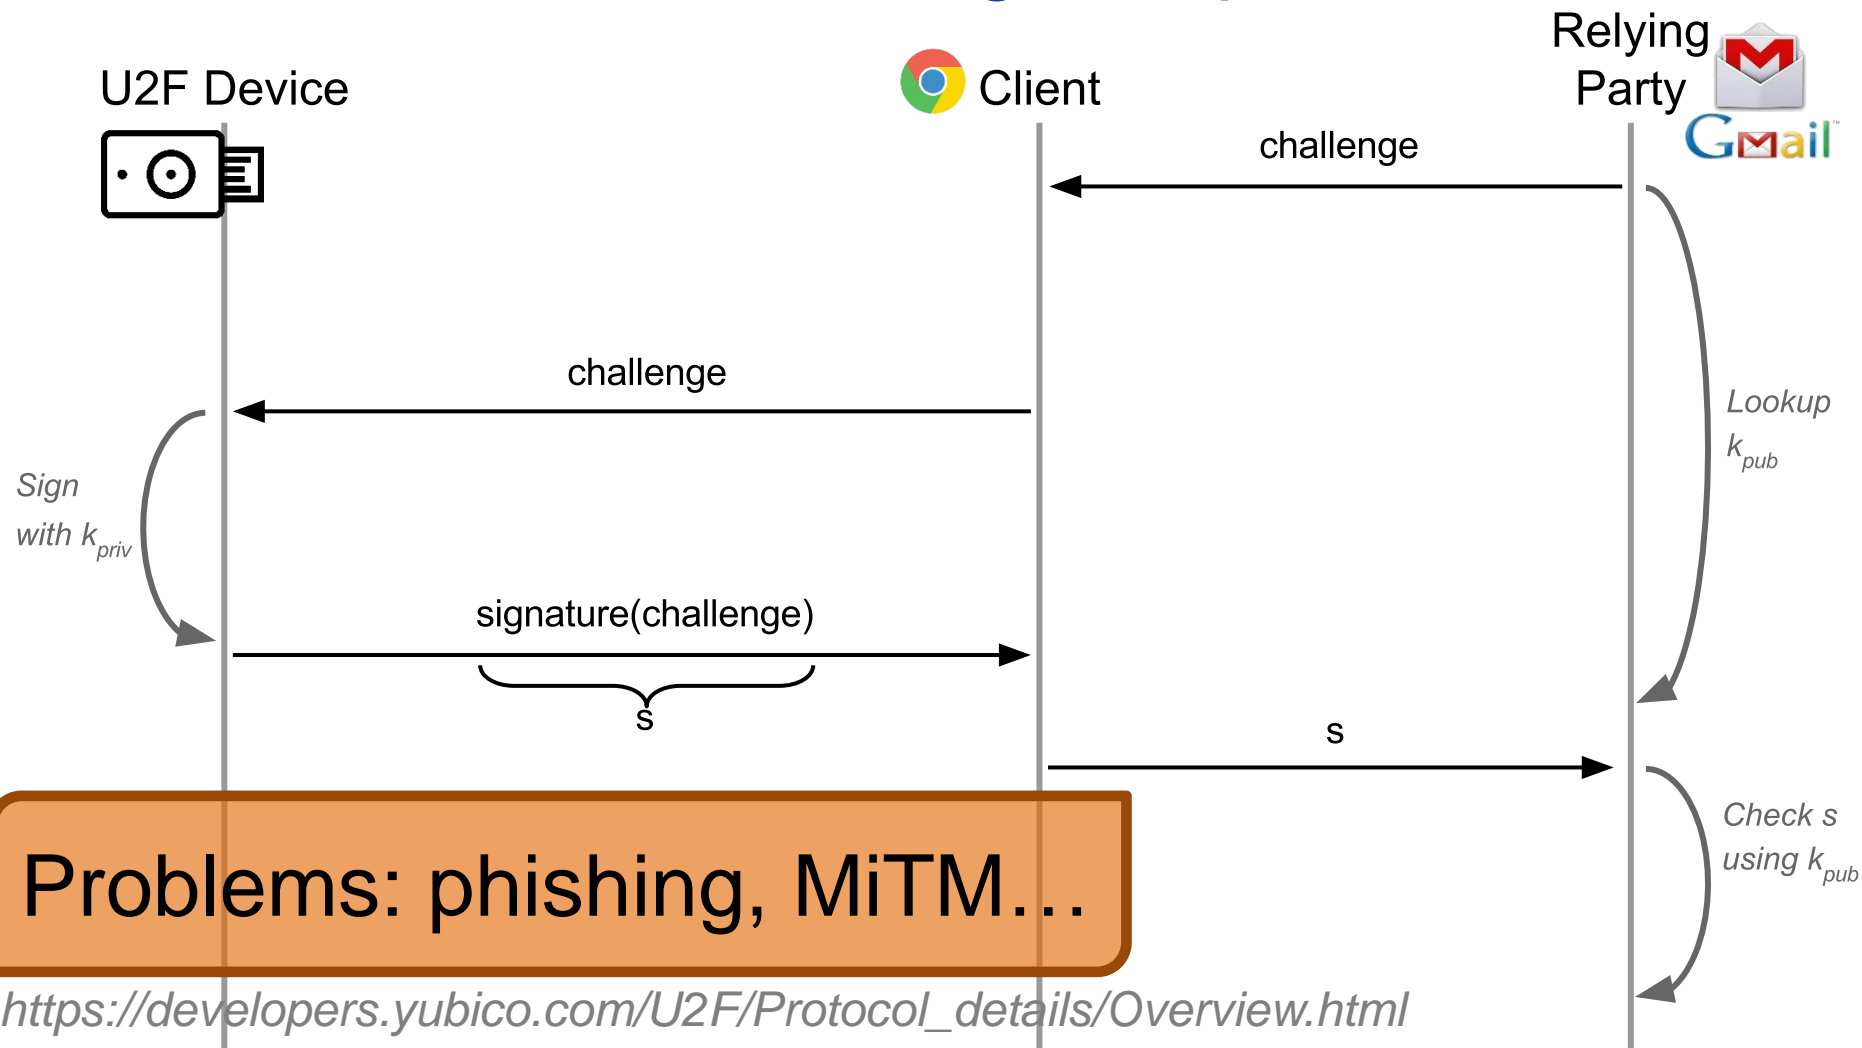 Relying
Party
U2F Device
Client
Gmail™
challenge
challenge
Lookup
kpub
Sign
with kpriv
signature(challenge)
s
s
Check s
using kpub
Problems: phishing, MiTM…
https://developers.yubico.com/U2F/Protocol_details/Overview.html